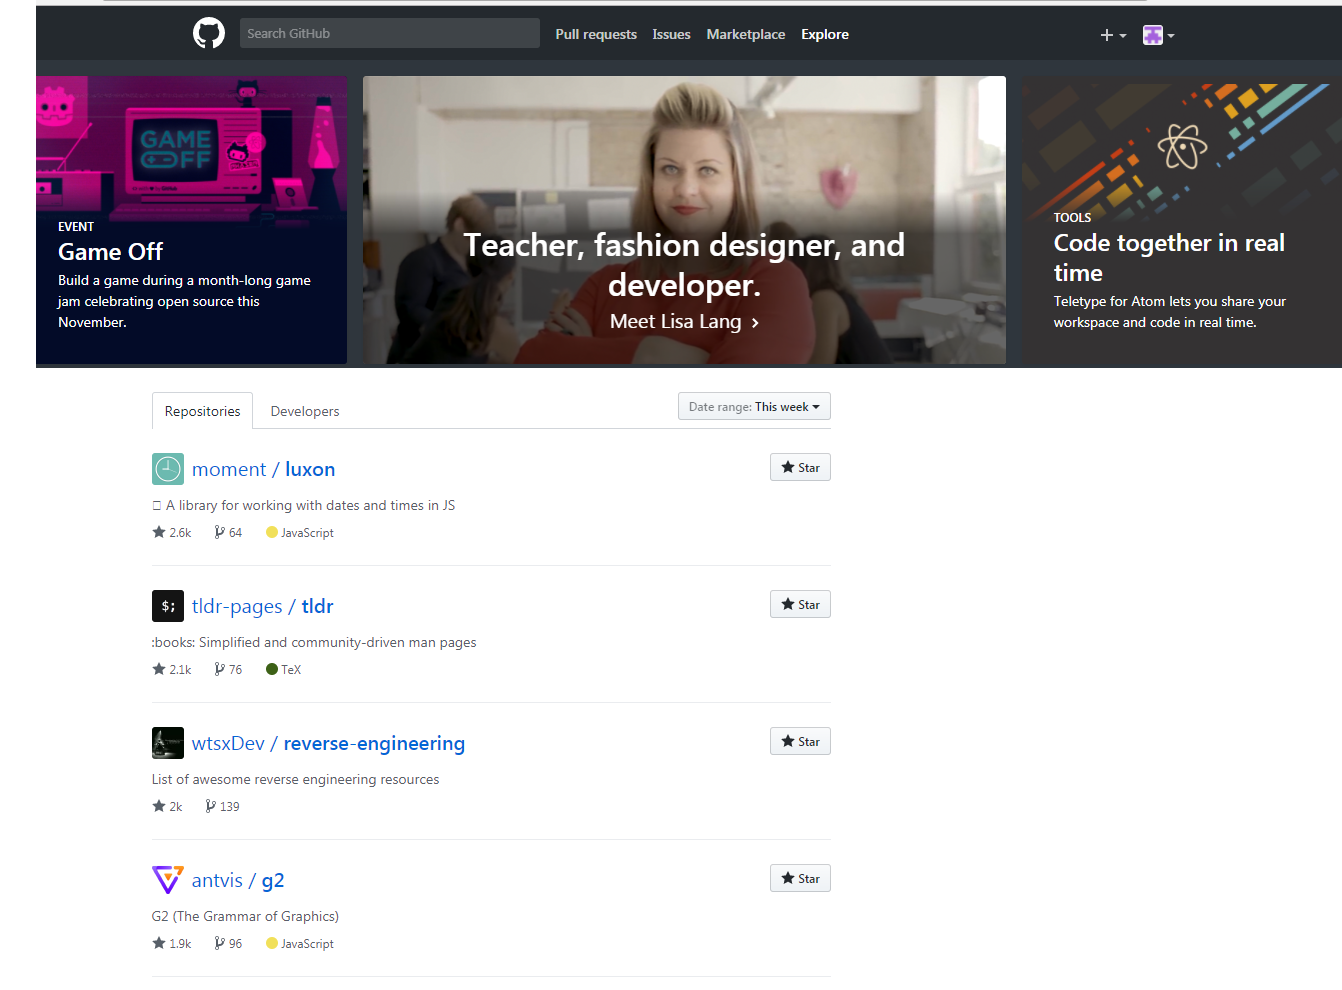 Search GitHub
Pull requests
Issues
Marketplace
Explore
GAME
OFF
EVENT
Game Off
Build a game during a month-long game
jam celebrating open source this
November.
Teacher, fashion designer, and
developer.
Meet Lisa Lang
TOOLS
Code together in real
time
Teletype for Atom lets you share your
workspace and code in real time.
Repositories
Developers
Date range: This week
moment / luxon
Star
A library for working with dates and times in JS
2.6k 64 JavaScript
$;
tldr-pages / tldr
Star
:books: Simplified and community-driven man pages
2.1k 76 TeX
wtsxDev / reverse-engineering
Star
List of awesome reverse engineering resources
2k 139
antvis / g2
Star
G2 (The Grammar of Graphics)
1.9k 96 JavaScript